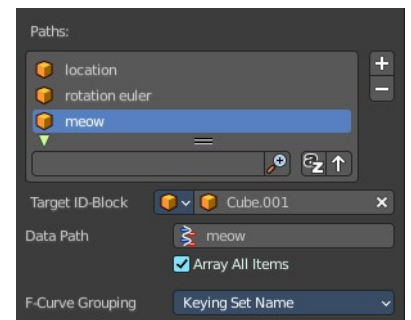 Paths:
location
rotation euler
meow
Target ID-Block Cube.001
Data Path meow
Array All Items
F-Curve Grouping Keying Set Name